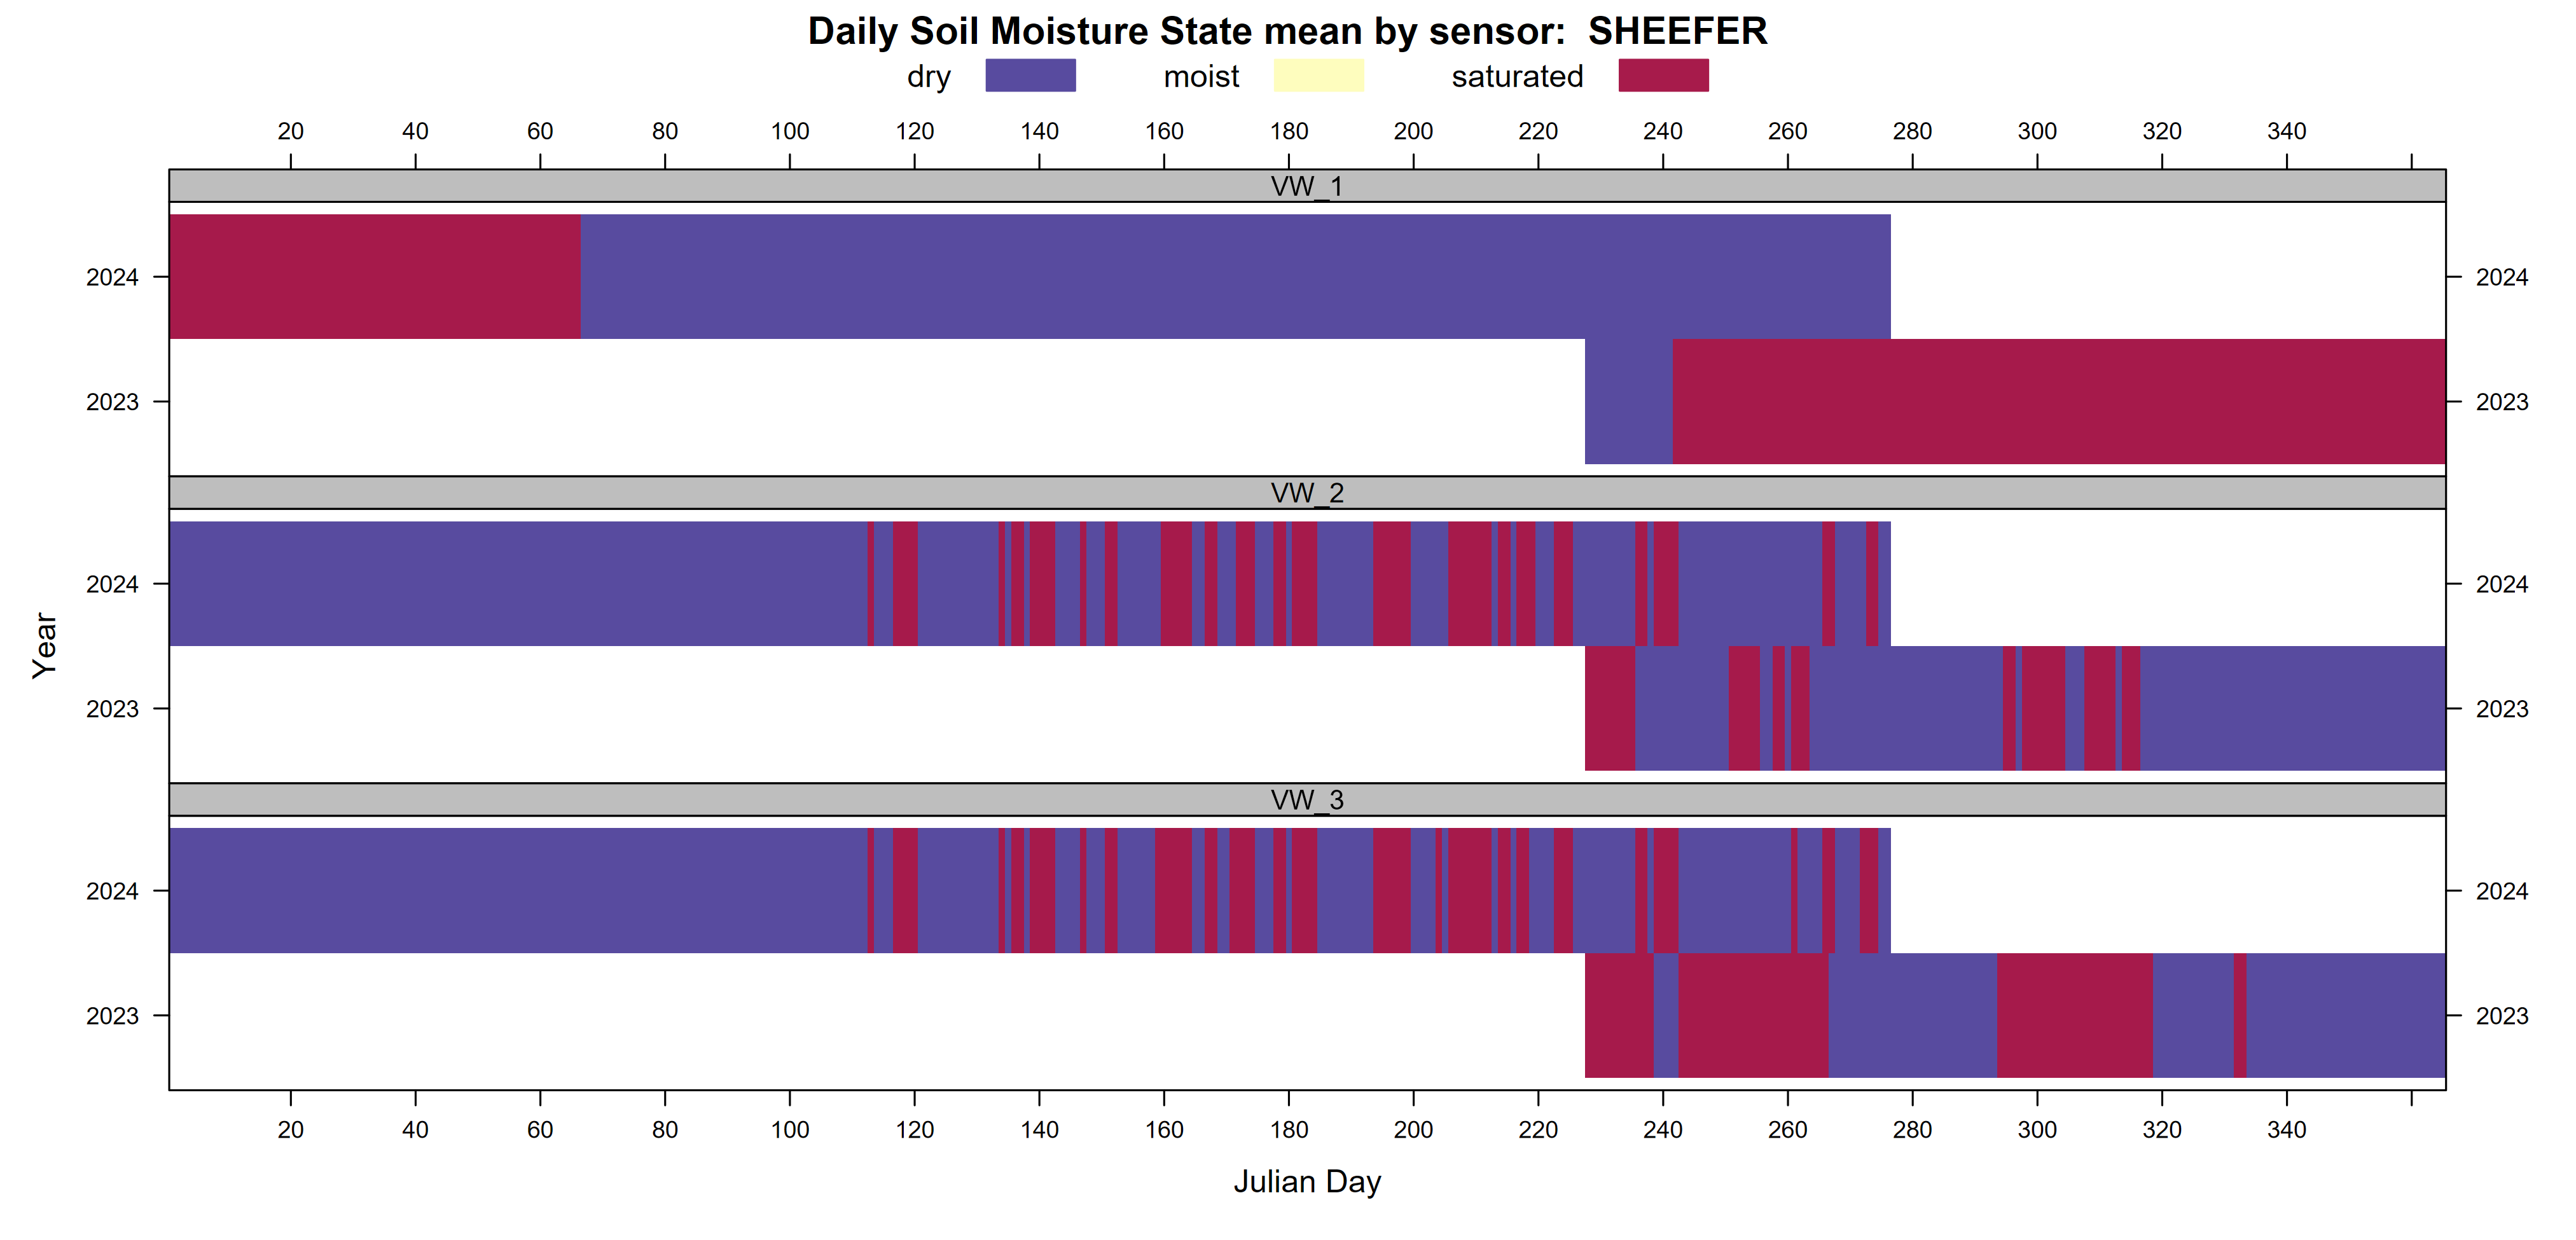 Daily Soil Moisture State mean by sensor:  SHEEFER
dry moist saturated
20 40 60 80 100 120 140 160 180 200 220 240 260 280 300 320 340
VW_1
2024 2024
2023 2023
VW_2
2024 2024
Year
2023 2023
VW_3
2024 2024
2023 2023
20 40 60 80 100 120 140 160 180 200 220 240 260 280 300 320 340
Julian Day